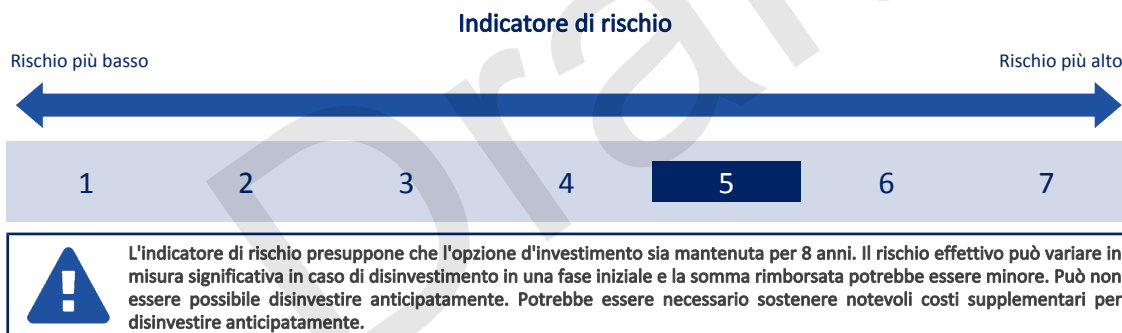 Indicatore di rischio
Rischio più basso
Rischio più alto
1 2 3 4 5 6 7
L'indicatore di rischio presuppone che l'opzione d'investimento sia mantenuta per 8 anni. Il rischio effettivo può variare in
misura significativa in caso di disinvestimento in una fase iniziale e la somma rimborsata potrebbe essere minore. Può non
essere possibile disinvestire anticipatamente. Potrebbe essere necessario sostenere notevoli costi supplementari per
disinvestire anticipatamente.